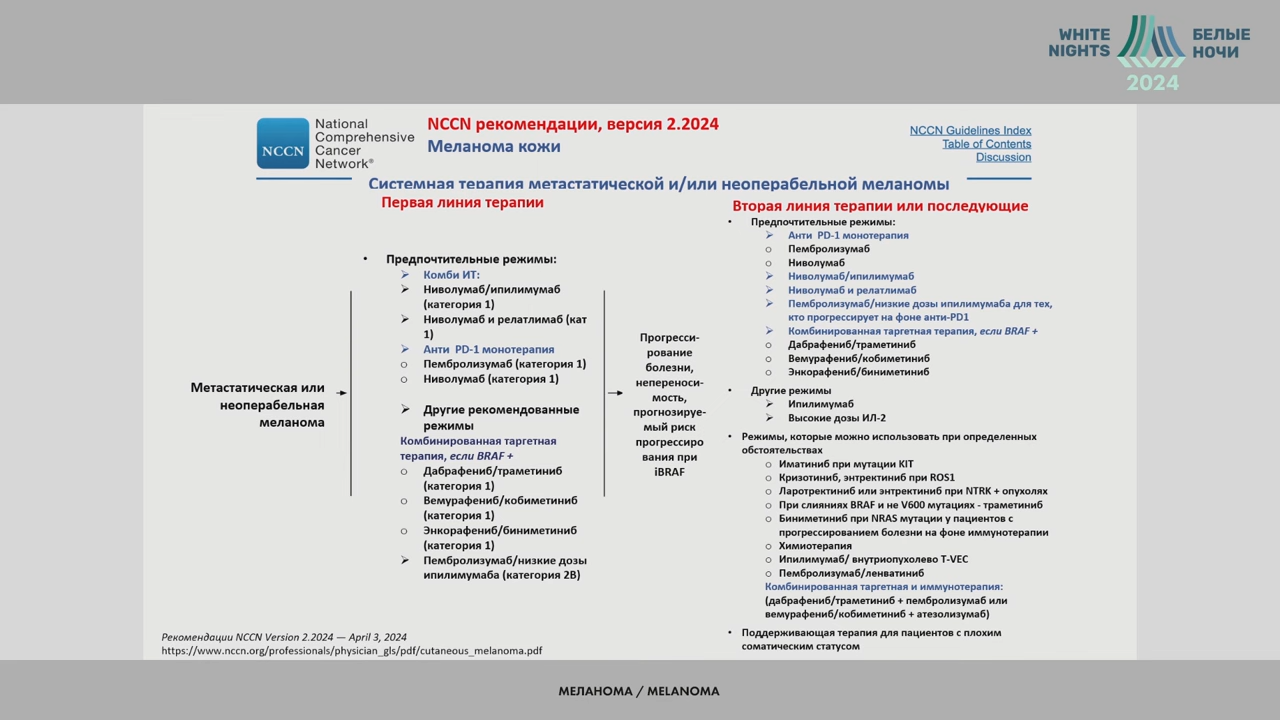 WHITE
NIGHTS
БЕЛЫЕ
НОЧИ
2024
NCCN
National
Comprehensive
Cancer
Network®
NCCN рекомендации, версия 2.2024
Меланома кожи
NCCN Guidelines Index
Table of Contents
Discussion
Системная терапия метастатической и/или неоперабельной меланомы
Первая линия терапии
Метастатическая или
неоперабельная
меланома
• Предпочтительные режимы:
➢ Комби ИТ:
➢ Ниволумаб/ипилимумаб
(категория 1)
➢ Ниволумаб и релатлимаб (кат
1)
➢ Анти PD-1 монотерапия
o Пембролизумаб (категория 1)
o Ниволумаб (категория 1)
➢ Другие рекомендованные
режимы
Комбинированная таргетная
терапия, если BRAF +
o Дабрафениб/траметиниб
(категория 1)
o Вемурафениб/кобиметиниб
(категория 1)
o Энкорафениб/биниметиниб
(категория 1)
➢ Пембролизумаб/низкие дозы
ипилимумаба (категория 2B)
Прогресси-
рование
болезни,
непереноси-
мость,
прогнозируе-
мый риск
прогрессиро
вания при
iBRAF
Вторая линия терапии или последующие
• Предпочтительные режимы:
➢ Анти PD-1 монотерапия
o Пембролизумаб
o Ниволумаб
➢ Ниволумаб/ипилимумаб
➢ Ниволумаб и релатлимаб
➢ Пембролизумаб/низкие дозы ипилимумаба для тех,
кто прогрессирует на фоне анти-PD1
➢ Комбинированная таргетная терапия, если BRAF +
o Дабрафениб/траметиниб
o Вемурафениб/кобиметиниб
o Энкорафениб/биниметиниб
• Другие режимы
➢ Ипилимумаб
➢ Высокие дозы ИЛ-2
• Режимы, которые можно использовать при определенных
обстоятельствах
o Иматиниб при мутации KIT
o Кризотиниб, энтректиниб при ROS1
o Ларотректиниб или энтректиниб при NTRK + опухолях
o При слияниях BRAF и не V600 мутациях - траметиниб
o Биниметиниб при NRAS мутации у пациентов с
прогрессированием болезни на фоне иммунотерапии
o Химиотерапия
o Ипилимумаб/ внутриопухолево T-VEC
o Пембролизумаб/ленватиниб
Комбинированная таргетная и иммунотерапия:
(дабрафениб/траметиниб + пембролизумаб или
вемурафениб/кобиметиниб + атезолизумаб)
• Поддерживающая терапия для пациентов с плохим
соматическим статусом
Рекомендации NCCN Version 2.2024 — April 3, 2024
https://www.nccn.org/professionals/physician_gls/pdf/cutaneous_melanoma.pdf
МЕЛАНОМА / MELANOMA